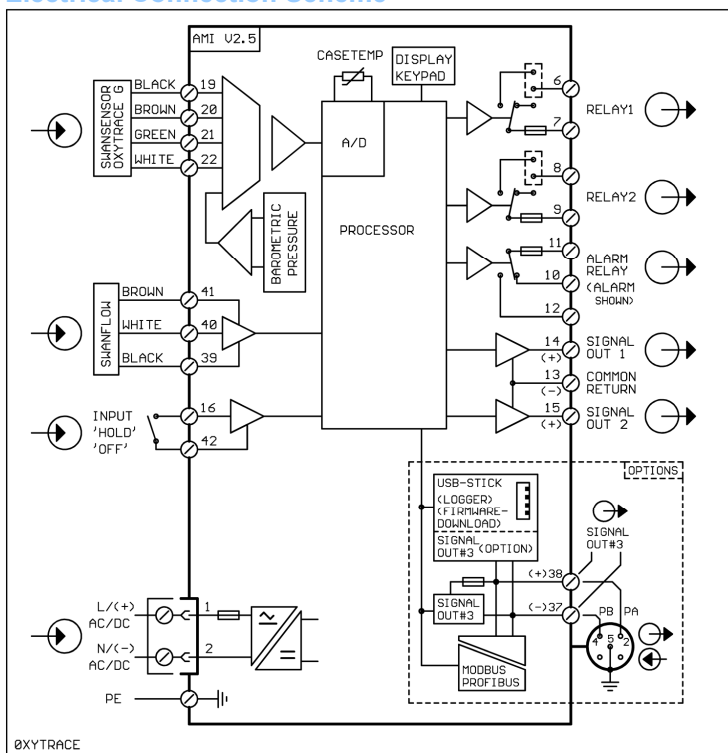 AMI V2.5
CASETEMP
DISPLAY
KEYPAD
SWANSENSOR
OXYTRACE G
BLACK 19
BROWN 20
GREEN 21
WHITE 22
A/D
PROCESSOR
BAROMETRIC
PRESSURE
6
RELAY1
7
8
RELAY2
9
11
ALARM
RELAY
10
(ALARM
SHOWN)
12
SWANFLOW
BROWN 41
WHITE 40
BLACK 39
14
(+)
SIGNAL
OUT 1
13
(-)
COMMON
RETURN
15
(+)
SIGNAL
OUT 2
INPUT
'HOLD'
'OFF'
16
42
OPTIONS
USB-STICK
(LOGGER)
(FIRMWARE-
DOWNLOAD)
SIGNAL
OUT#3 (OPTION)
SIGNAL
OUT#3
(+)38
SIGNAL
OUT#3
(-)37
PB PA
4 5 2
MODBUS
PROFIBUS
L/(+)
AC/DC
1
N/(-)
AC/DC
2
PE
ØXYTRACE